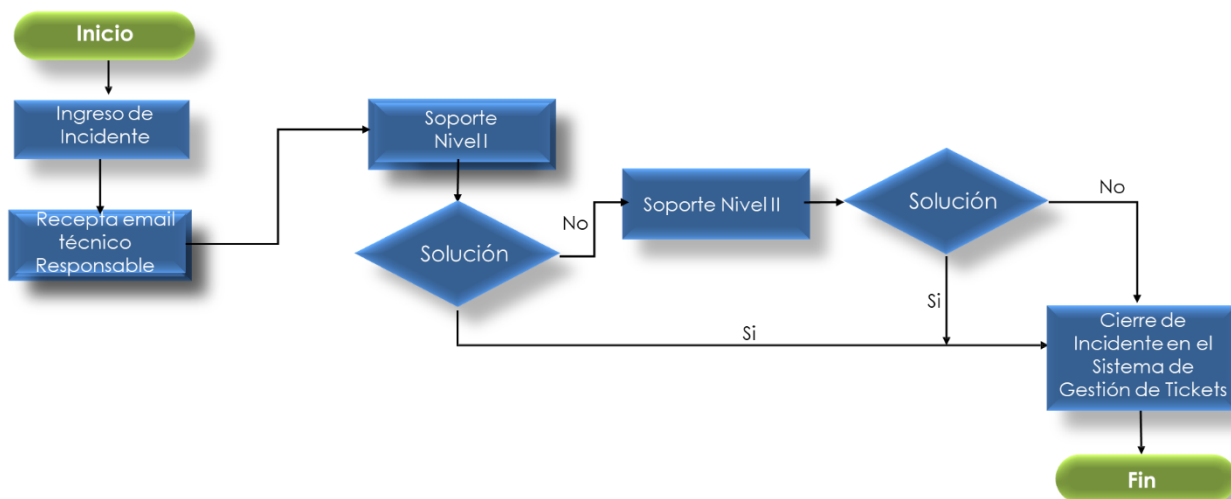 Inicio
Ingreso de
Incidente
Recepta email
técnico
Responsable
Soporte
Nivel I
Solución
No
Soporte Nivel II
Solución
No
Si
Si
Cierre de
Incidente en el
Sistema de
Gestión de Tickets
Fin